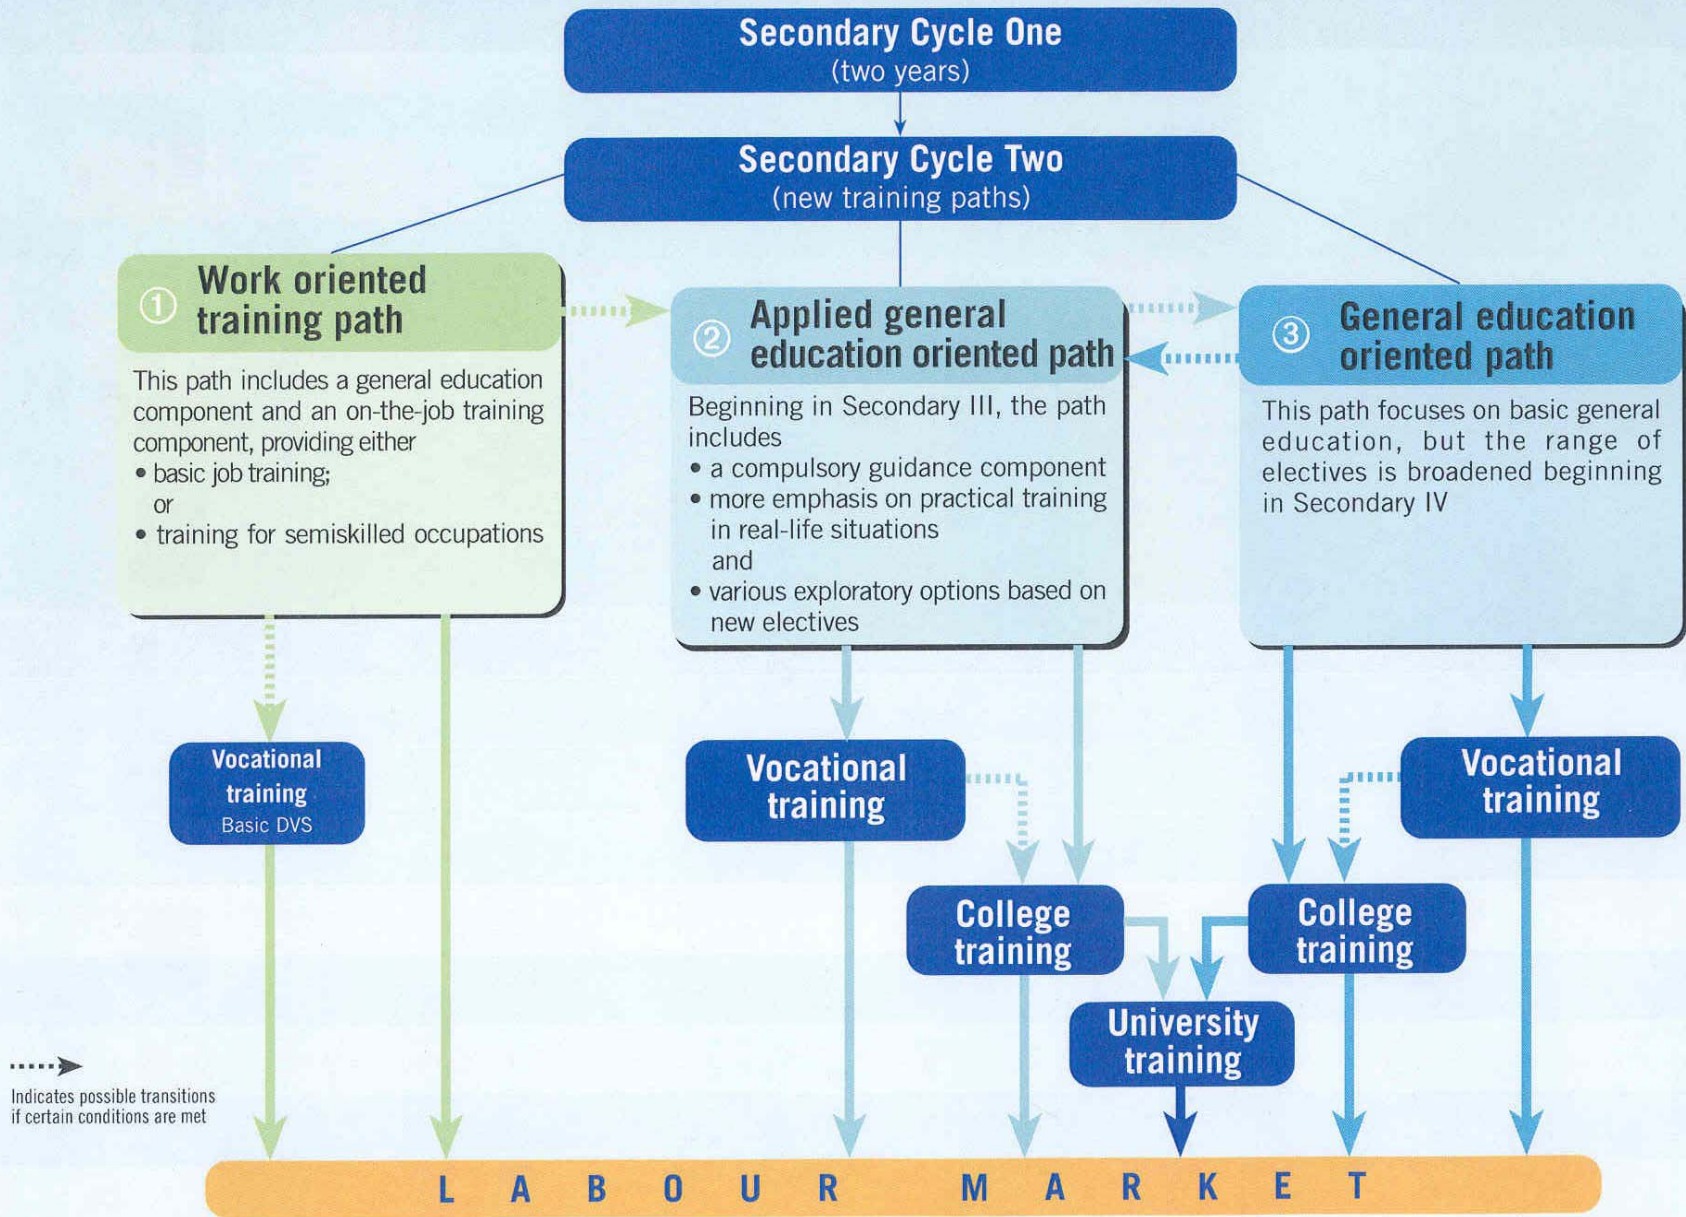 Secondary Cycle One
(two years)
Secondary Cycle Two
(new training paths)
1
Work oriented
training path
This path includes a general education
component and an on-the-job training
component, providing either
• basic job training;
or
• training for semiskilled occupations
2
Applied general
education oriented path
Beginning in Secondary III, the path
includes
• a compulsory guidance component
• more emphasis on practical training
in real-life situations
and
• various exploratory options based on
new electives
3
General education
oriented path
This path focuses on basic general
education, but the range of
electives is broadened beginning
in Secondary IV
Vocational
training
Basic DVS
Vocational
training
Vocational
training
College
training
College
training
University
training
Indicates possible transitions
if certain conditions are met
LABOUR MARKET